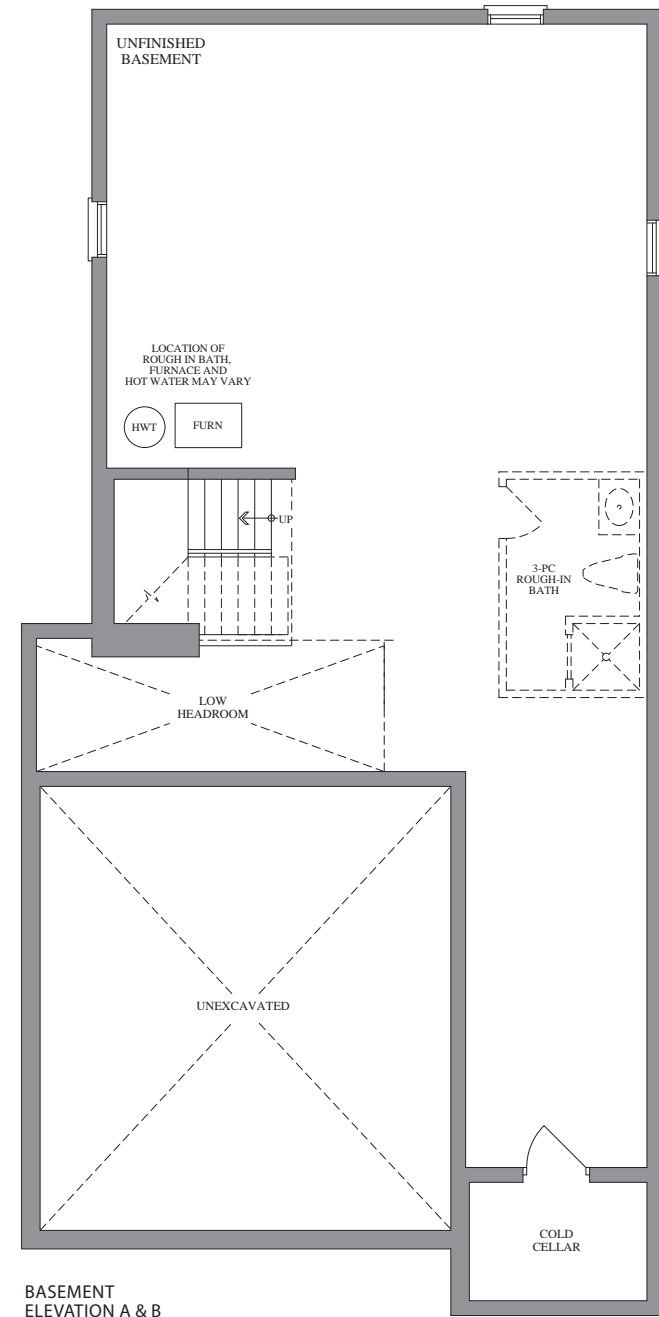 UNFINISHED
BASEMENT
LOCATION OF
ROUGH IN BATH,
FURNACE AND
HOT WATER MAY VARY
HWT
FURN
UP
3-PC
ROUGH-IN
BATH
LOW
HEADROOM
UNEXCAVATED
COLD
CELLAR
BASEMENT
ELEVATION A & B